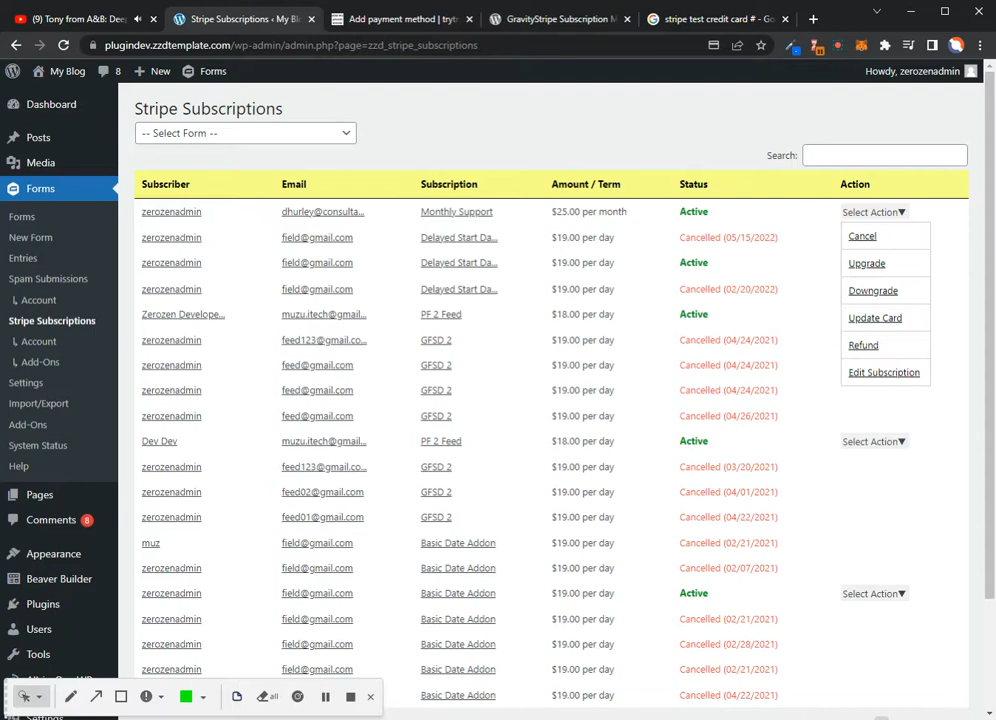 Tony from A&B: Dee
Stripe Subscriptions ‹ My Bl
Add payment method | tryt
GravityStripe Subscription M
stripe test credit card # - Go
plugindev.zzdtemplate.com/wp-admin/admin.php?page=zzd_stripe_subscriptions
My Blog 8 New Forms Howdy, zerozenadmin
Dashboard
Posts
Media
Forms
Forms
New Form
Entries
Spam Submissions
↳ Account
Stripe Subscriptions
↳ Account
↳ Add-Ons
Settings
Import/Export
Add-Ons
System Status
Help
Pages
Comments 8
Appearance
Beaver Builder
Plugins
Users
Tools
Stripe Subscriptions
-- Select Form --
Search:
Subscriber Email Subscription Amount / Term Status Action
zerozenadmin dhurley@consulta... Monthly Support $25.00 per month Active Select Action▼
zerozenadmin field@gmail.com Delayed Start Da... $19.00 per day Cancelled (05/15/2022)
zerozenadmin field@gmail.com Delayed Start Da... $19.00 per day Active
zerozenadmin field@gmail.com Delayed Start Da... $19.00 per day Cancelled (02/20/2022)
Zerozen Develope... muzu.itech@gmail... PF 2 Feed $18.00 per day Active
zerozenadmin feed123@gmail.co... GFSD 2 $19.00 per day Cancelled (04/24/2021)
zerozenadmin feed@gmail.com GFSD 2 $19.00 per day Cancelled (04/24/2021)
zerozenadmin feed@gmail.com GFSD 2 $19.00 per day Cancelled (04/24/2021)
zerozenadmin feed@gmail.com GFSD 2 $19.00 per day Cancelled (04/26/2021)
Dev Dev muzu.itech@gmail... PF 2 Feed $18.00 per day Active Select Action▼
zerozenadmin feed123@gmail.co... GFSD 2 $19.00 per day Cancelled (03/20/2021)
zerozenadmin feed02@gmail.com GFSD 2 $19.00 per day Cancelled (04/01/2021)
zerozenadmin feed01@gmail.com GFSD 2 $19.00 per day Cancelled (04/22/2021)
muz field@gmail.com Basic Date Addon $19.00 per day Cancelled (02/21/2021)
zerozenadmin field@gmail.com Basic Date Addon $19.00 per day Cancelled (02/07/2021)
zerozenadmin field@gmail.com Basic Date Addon $19.00 per day Active Select Action▼
zerozenadmin field@gmail.com Basic Date Addon $19.00 per day Cancelled (02/21/2021)
zerozenadmin field@gmail.com Basic Date Addon $19.00 per day Cancelled (02/28/2021)
zerozenadmin field@gmail.com Basic Date Addon $19.00 per day Cancelled (02/21/2021)
field@gmail.com Basic Date Addon $19.00 per day Cancelled (04/22/2021)
Cancel
Upgrade
Downgrade
Update Card
Refund
Edit Subscription
all